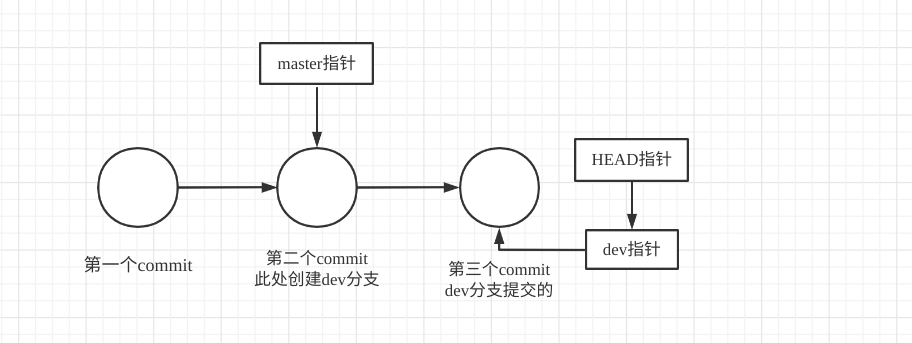 master指针
HEAD指针
dev指针
第一个commit
第二个commit
此处创建dev分支
第三个commit
dev分支提交的